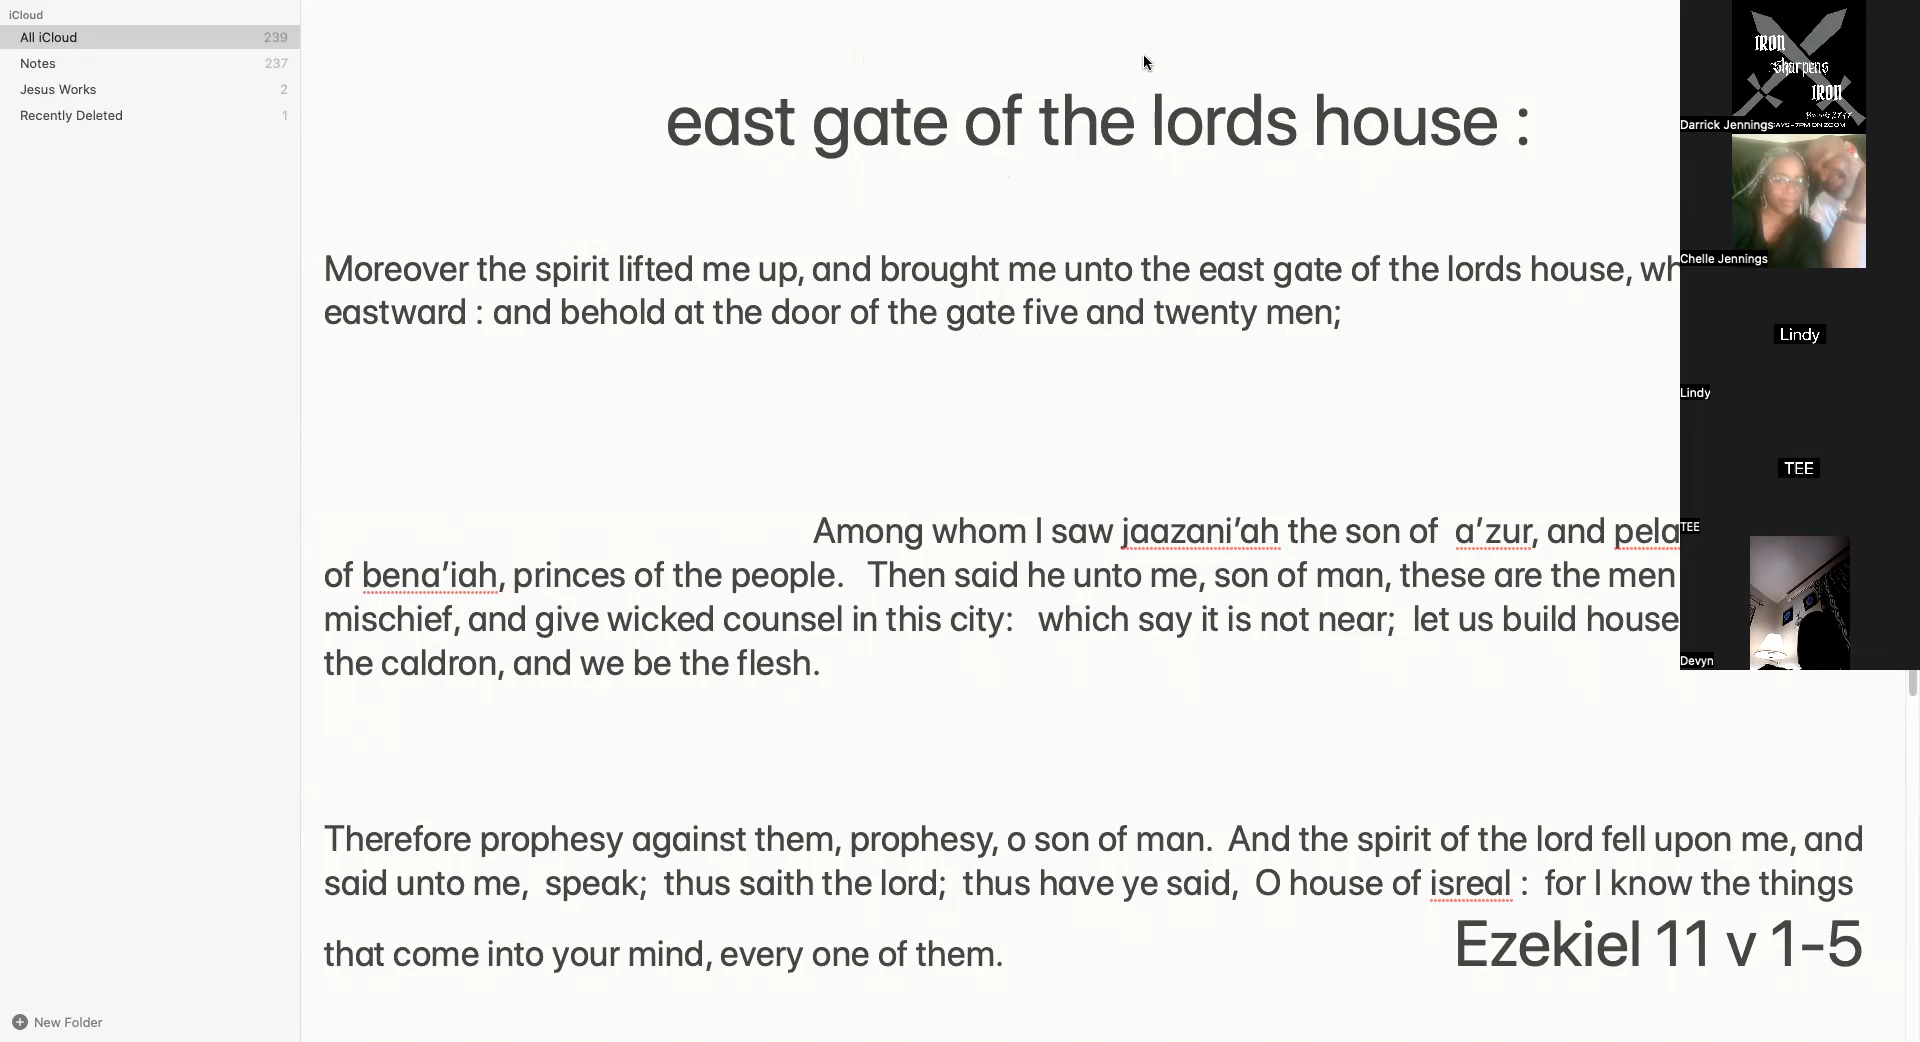 iCloud
All iCloud 239
Notes 237
Jesus Works 2
Recently Deleted 1
New Folder
east gate of the lords house :
Moreover the spirit lifted me up, and brought me unto the east gate of the lords house, wh
eastward : and behold at the door of the gate five and twenty men;
Among whom I saw jaazani’ah the son of a’zur, and pela
of bena’iah, princes of the people. Then said he unto me, son of man, these are the men
mischief, and give wicked counsel in this city: which say it is not near; let us build house
the caldron, and we be the flesh.
Therefore prophesy against them, prophesy, o son of man. And the spirit of the lord fell upon me, and
said unto me, speak; thus saith the lord; thus have ye said, O house of isreal : for I know the things
that come into your mind, every one of them. Ezekiel 11 v 1-5
IRON
Sharpens
IRON
Darrick Jennings
7PM ON ZOOM
Chelle Jennings
Lindy
Lindy
TEE
TEE
Devyn